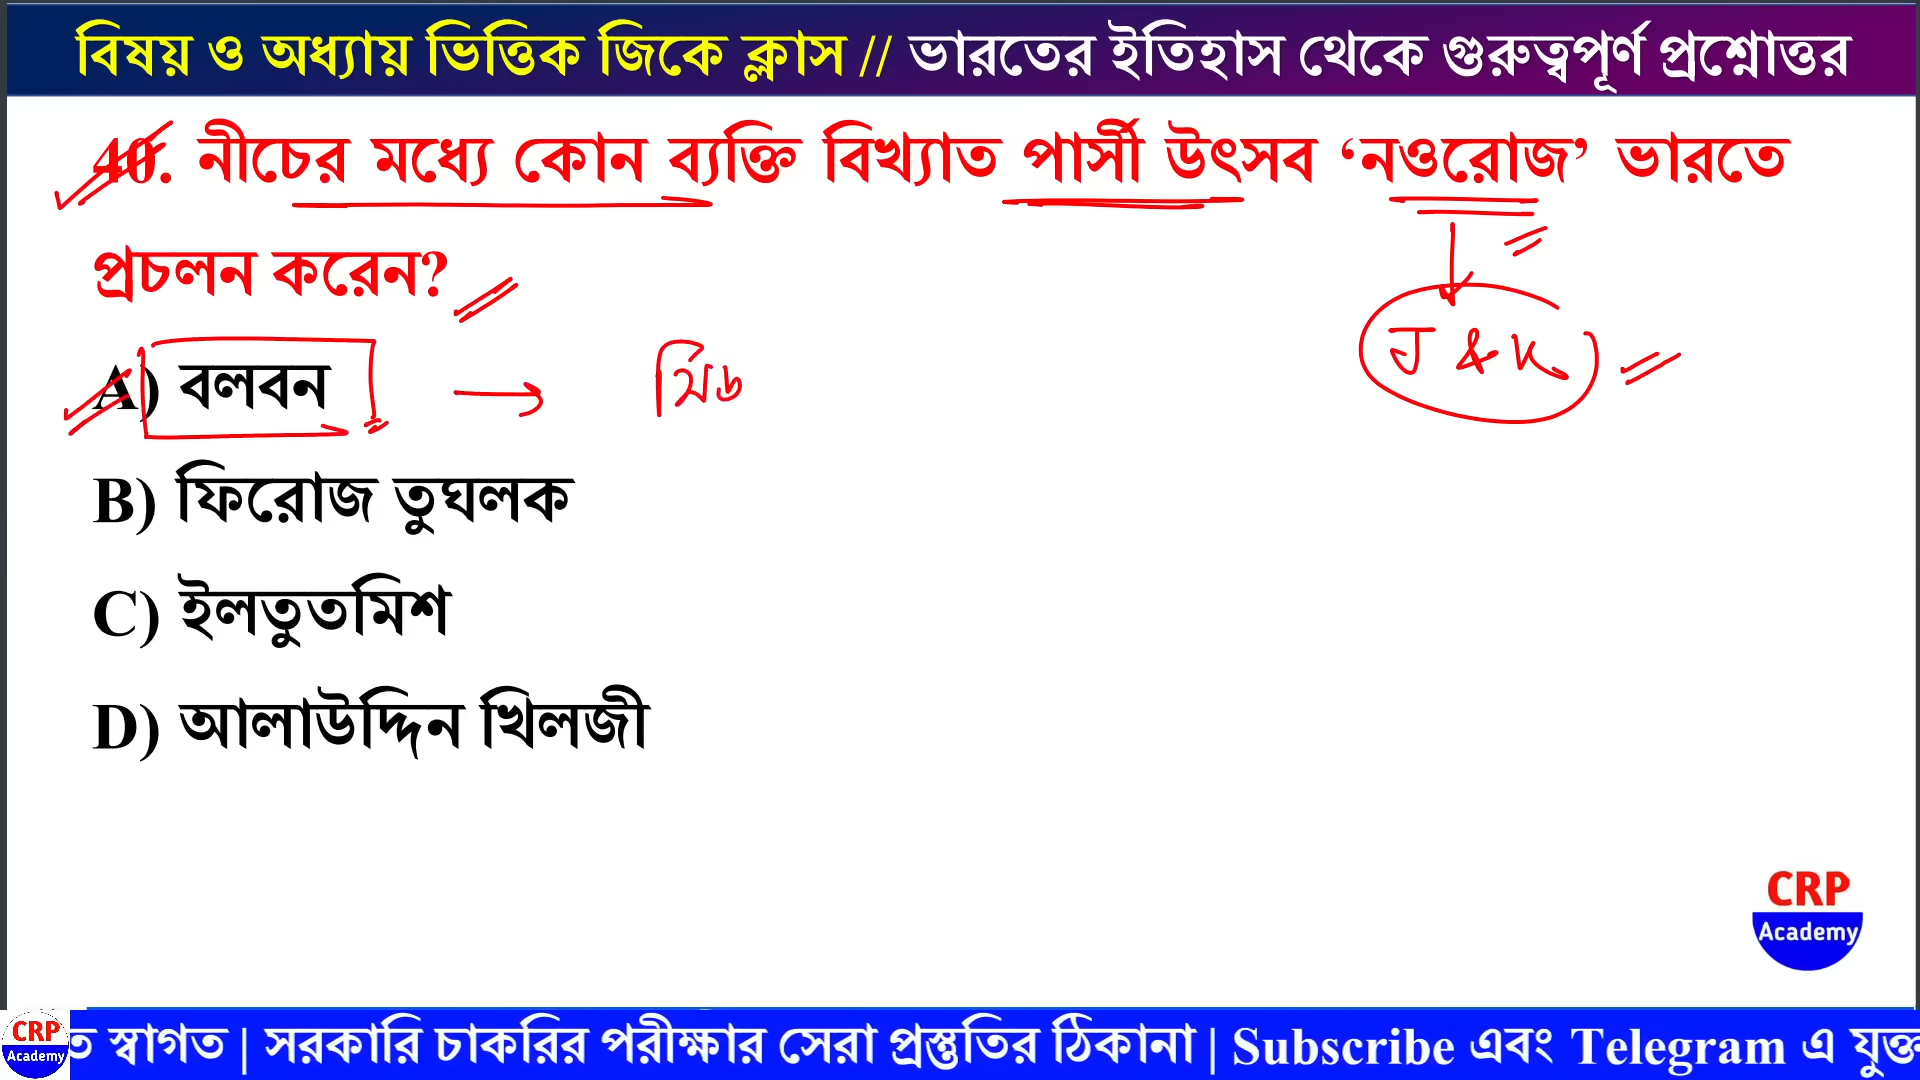 বিষয় ও অধ্যায় ভিত্তিক জিকে ক্লাস // ভারতের ইতিহাস থেকে গুরুত্বপূর্ণ প্রশ্নোত্তর
40. নীচের মধ্যে কোন ব্যক্তি বিখ্যাত পার্সী উৎসব ‘নওরোজ’ ভারতে
প্রচলন করেন?
J & K
A) বলবন
B) ফিরোজ তুঘলক
C) ইলতুতমিশ
D) আলাউদ্দিন খিলজী
CRP
Academy
CRP
Academy
ত স্বাগত | সরকারি চাকরির পরীক্ষার সেরা প্রস্তুতির ঠিকানা | Subscribe এবং Telegram এ যুক্ত